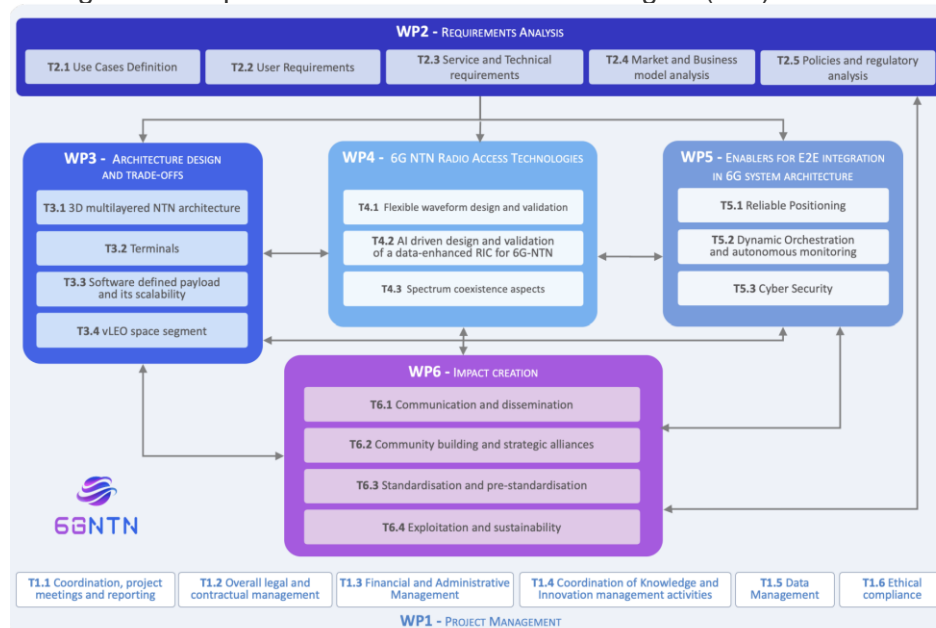 WP2 - REQUIREMENTS ANALYSIS
T2.1 Use Cases Definition
T2.2 User Requirements
T2.3 Service and Technical
requirements
T2.4 Market and Business
model analysis
T2.5 Policies and regulatory
analysis
WP3 - ARCHITECTURE DESIGN
AND TRADE-OFFS
T3.1 3D multilayered NTN architecture
T3.2 Terminals
T3.3 Software defined payload
and its scalability
T3.4 vLEO space segment
WP4 - 6G NTN RADIO ACCESS TECHNOLOGIES
T4.1 Flexible waveform design and validation
T4.2 AI driven design and validation
of a data-enhanced RIC for 6G-NTN
T4.3 Spectrum coexistence aspects
WP5 - ENABLERS FOR E2E INTEGRATION
IN 6G SYSTEM ARCHITECTURE
T5.1 Reliable Positioning
T5.2 Dynamic Orchestration
and autonomous monitoring
T5.3 Cyber Security
WP6 - IMPACT CREATION
T6.1 Communication and dissemination
T6.2 Community building and strategic alliances
T6.3 Standardisation and pre-standardisation
T6.4 Exploitation and sustainability
6GNTN
T1.1 Coordination, project
meetings and reporting
T1.2 Overall legal and
contractual management
T1.3 Financial and Administrative
Management
T1.4 Coordination of Knowledge and
Innovation management activities
T1.5 Data
Management
T1.6 Ethical
compliance
WP1 - PROJECT MANAGEMENT